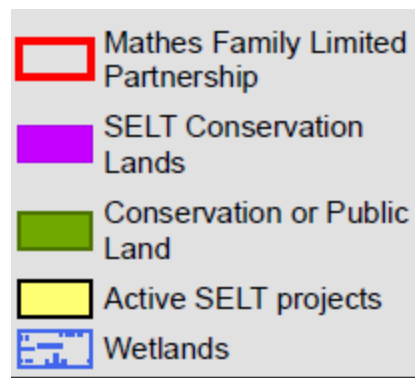 Mathes Family Limited
Partnership
SELT Conservation
Lands
Conservation or Public
Land
Active SELT projects
Wetlands